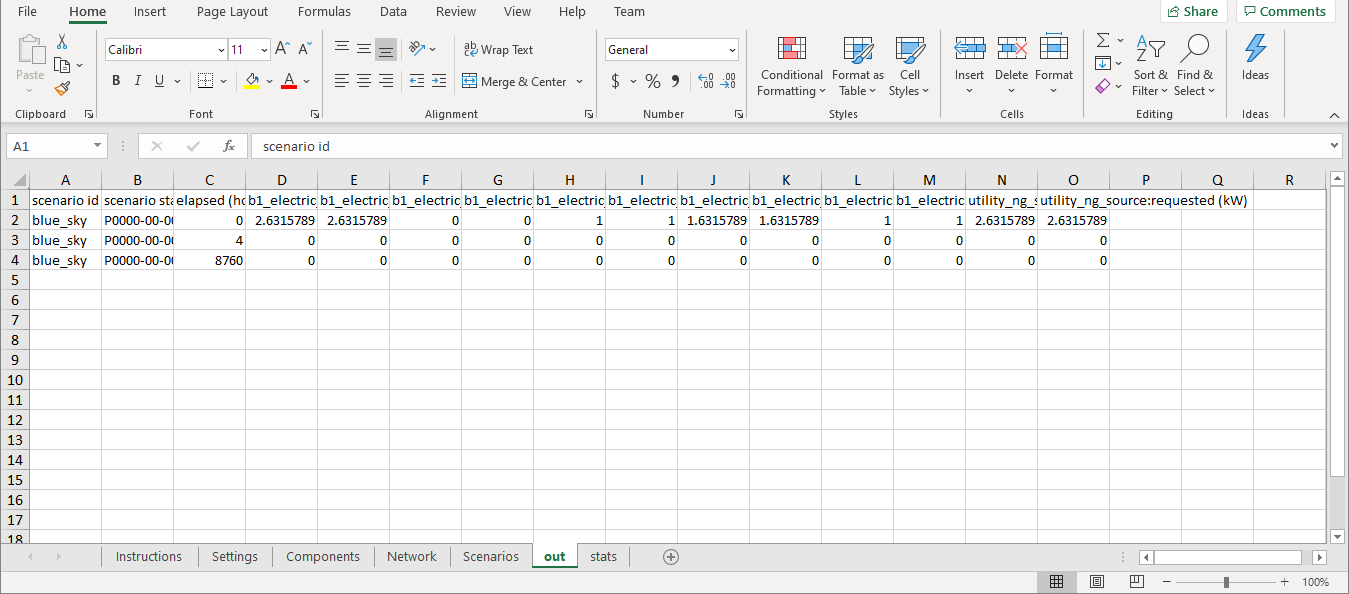 File Home Insert Page Layout Formulas Data Review View Help Team Share Comments
Paste
Clipboard
Calibri 11
B I U A
Font
ab Wrap Text
Merge & Center
Alignment
General
$ % 9 .00
Number
Conditional Formatting
Format as Table
Cell Styles
Styles
Insert
Delete
Format
Cells
Sort & Filter
Find & Select
Editing
Ideas
Ideas
A1 fx scenario id
A B C D E F G H I J K L M N O P Q R
1 scenario id scenario sta elapsed (ho b1_electric b1_electric b1_electric b1_electric b1_electric b1_electric b1_electric b1_electric b1_electric b1_electric utility_ng_s utility_ng_source:requested (kW)
2 blue_sky P0000-00-00 0 2.6315789 2.6315789 0 0 1 1 1.6315789 1.6315789 1 1 2.6315789 2.6315789
3 blue_sky P0000-00-00 4 0 0 0 0 0 0 0 0 0 0 0 0
4 blue_sky P0000-00-00 8760 0 0 0 0 0 0 0 0 0 0 0 0
5
6
7
8
9
10
11
12
13
14
15
16
17
18
Instructions Settings Components Network Scenarios out stats
100%